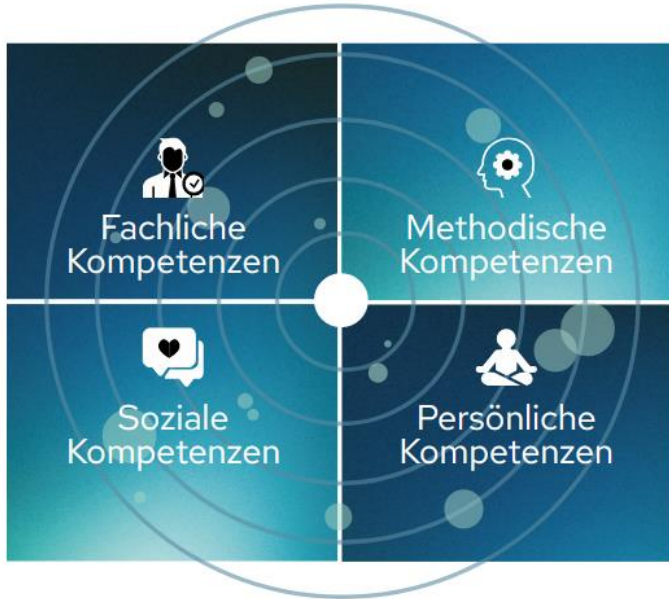 Fachliche
Kompetenzen
Methodische
Kompetenzen
Soziale
Kompetenzen
Persönliche
Kompetenzen